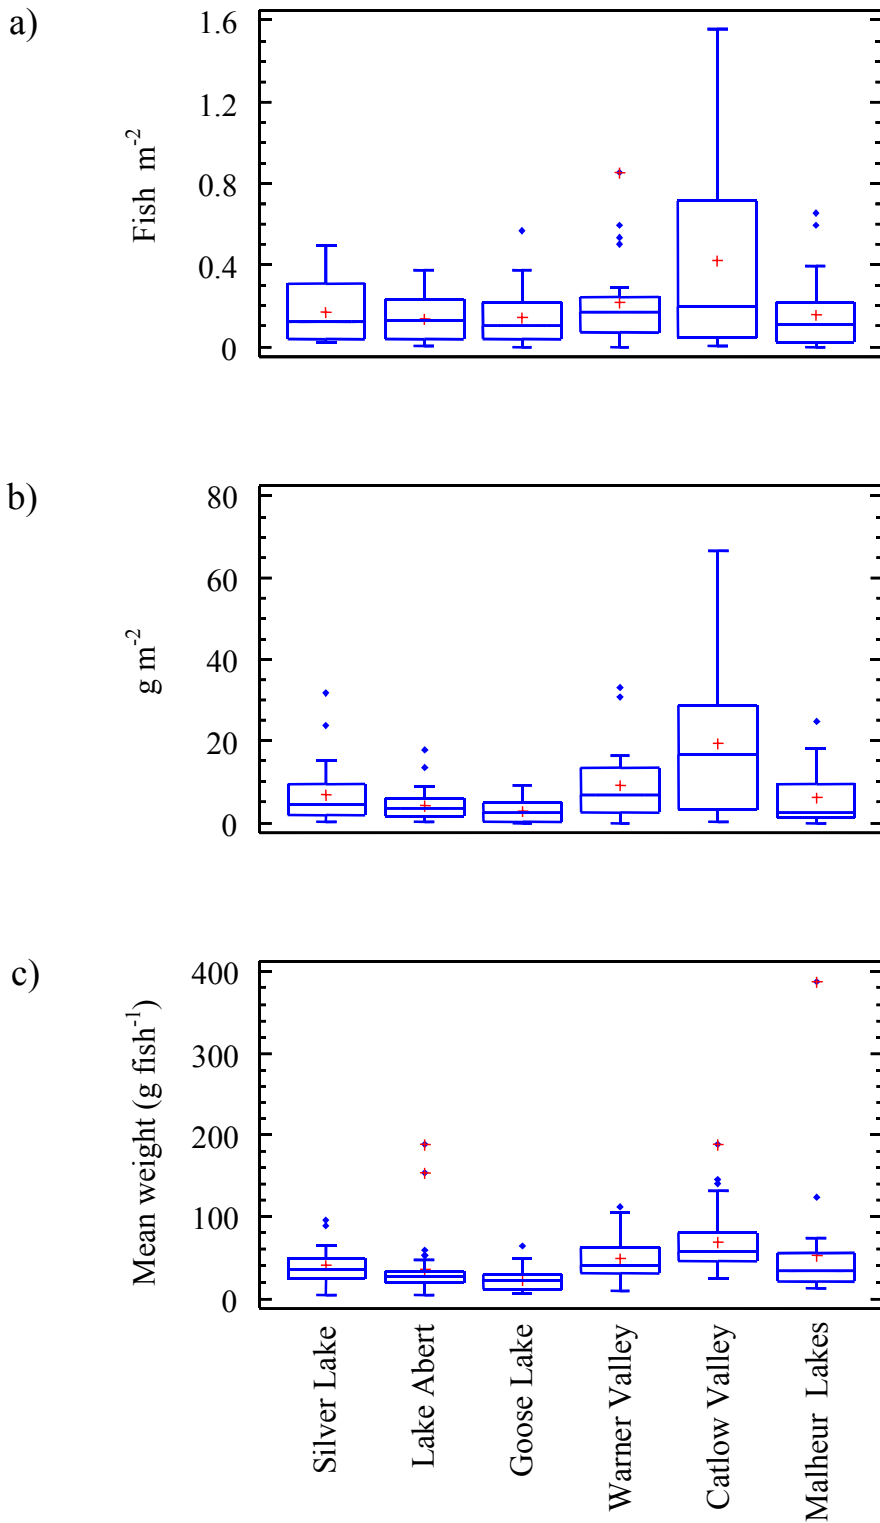 a)
Fish m⁻²
1.6
1.2
0.8
0.4
0
b)
g m⁻²
80
60
40
20
0
c)
Mean weight (g fish⁻¹)
400
300
200
100
0
Silver Lake
Lake Abert
Goose Lake
Warner Valley
Catlow Valley
Malheur Lakes